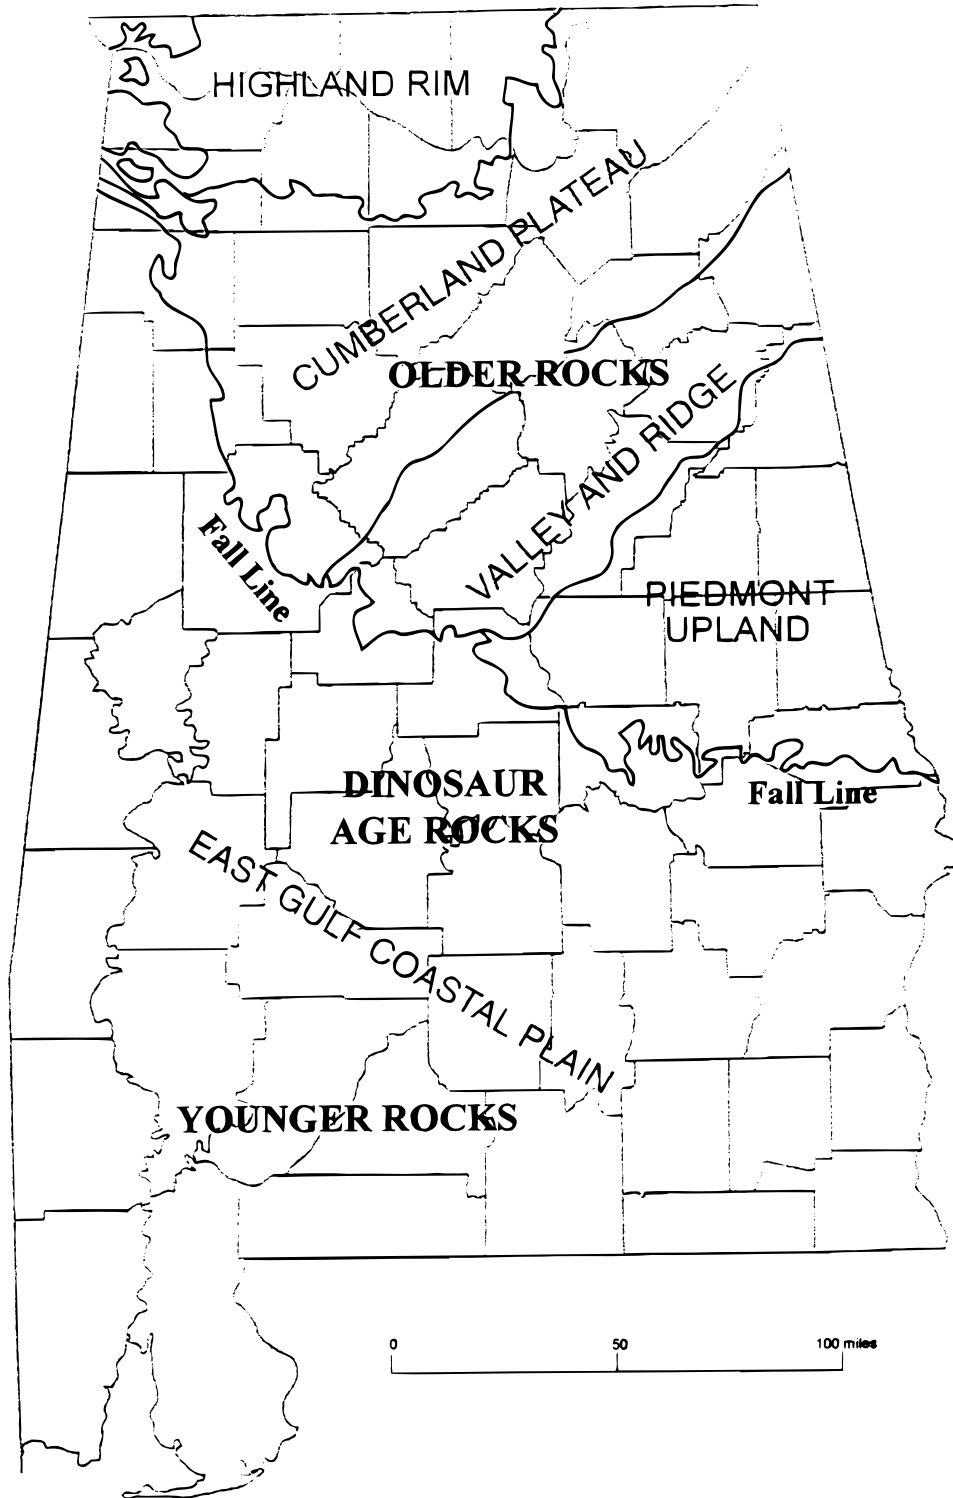 HIGHLAND RIM
CUMBERLAND PLATEAU
OLDER ROCKS
VALLEY AND RIDGE
Fall Line
PIEDMONT
UPLAND
DINOSAUR
AGE ROCKS
Fall Line
EAST GULF COASTAL PLAIN
YOUNGER ROCKS
0 50 100 miles